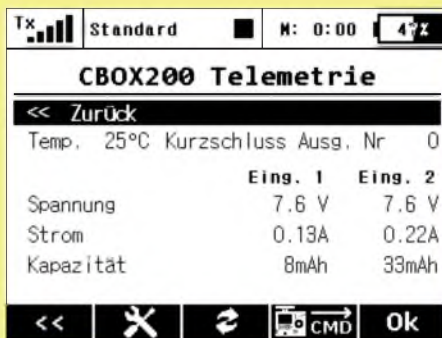 Tx Standard M: 0:00 47%
CBOX200 Telemetrie
<< Zurück
Temp. 25°C Kurzschluss Ausg. Nr 0
Eing. 1 Eing. 2
Spannung 7.6 V 7.6 V
Strom 0.13A 0.22A
Kapazität 8mAh 33mAh
<< CMD Ok